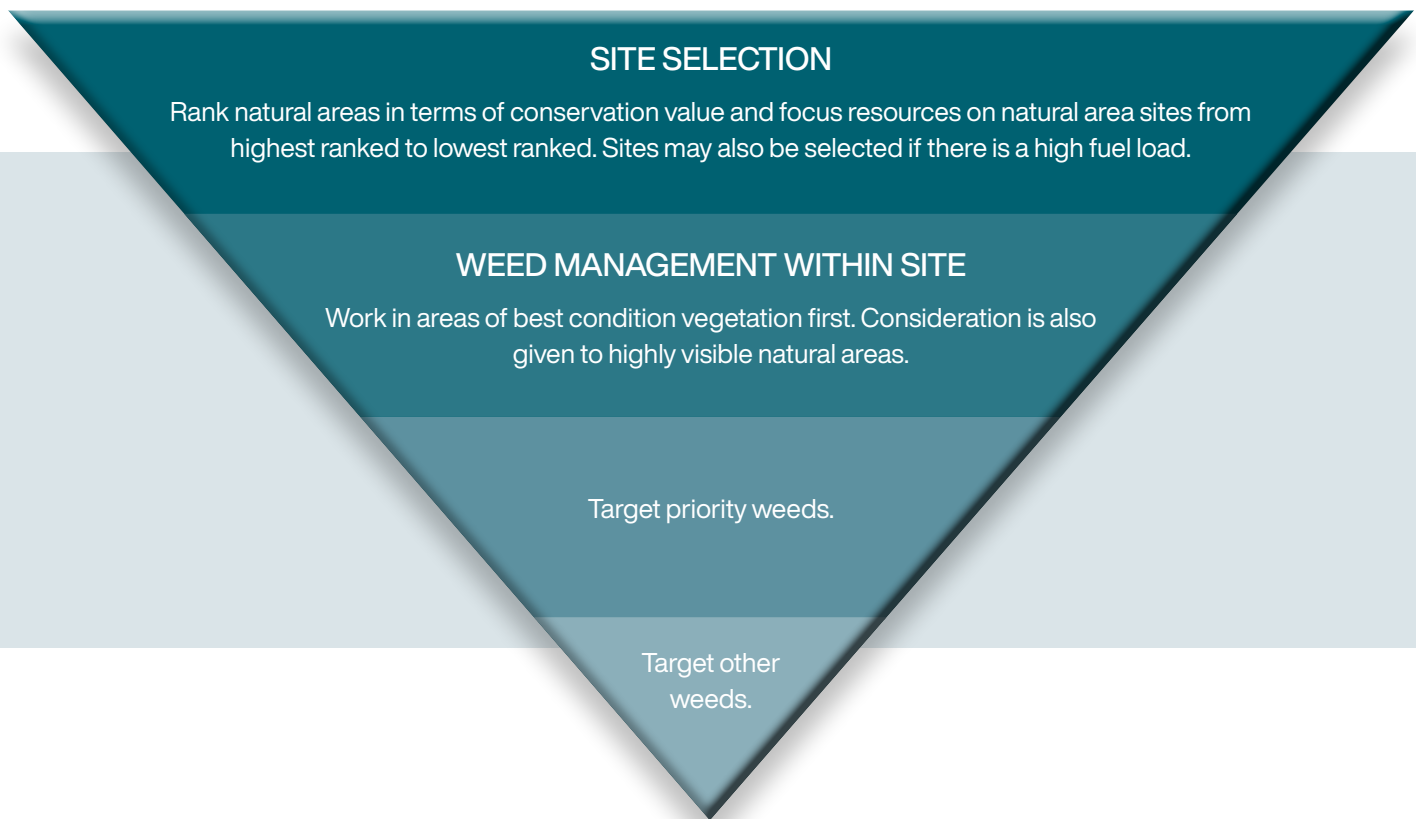 SITE SELECTION
Rank natural areas in terms of conservation value and focus resources on natural area sites from
highest ranked to lowest ranked. Sites may also be selected if there is a high fuel load.
WEED MANAGEMENT WITHIN SITE
Work in areas of best condition vegetation first. Consideration is also
given to highly visible natural areas.
Target priority weeds.
Target other
weeds.